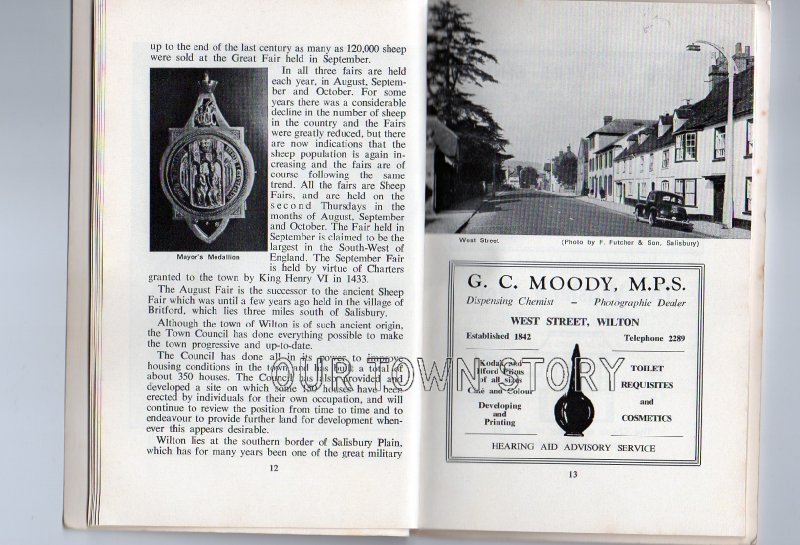 up to the end of the last century as many as 120,000 sheep
were sold at the Great Fair held in September.
In all three fairs are held
each year, in August, Septem-
ber and October. For some
years there was a considerable
decline in the number of sheep
in the country and the Fairs
were greatly reduced, but there
are now indications that the
sheep population is again in-
creasing and the fairs are of
course following the same
trend. All the fairs are Sheep
Fairs, and are held on the
second Thursdays in the
months of August, September
and October. The Fair held in
September is claimed to be the
largest in the South-West of
England. The September Fair
is held by virtue of Charters
granted to the town by King Henry VI in 1433.
Mayor's Medallion
The August Fair is the successor to the ancient Sheep
Fair which was until a few years ago held in the village of
Britford, which lies three miles south of Salisbury.
Although the town of Wilton is of such ancient origin,
the Town Council has done everything possible to make
the town progressive and up-to-date.
The Council has done all in its power to improve
housing conditions in the town and has built a total of
about 350 houses. The Council has also provided and
developed a site on which some 150 houses have been
erected by individuals for their own occupation, and will
continue to review the position from time to time and to
endeavour to provide further land for development when-
ever this appears desirable.
Wilton lies at the southern border of Salisbury Plain,
which has for many years been one of the great military
12
West Street
(Photo by F. Futcher & Son, Salisbury)
G. C. MOODY, M.P.S.
Dispensing Chemist – Photographic Dealer
WEST STREET, WILTON
Established 1842
Telephone 2289
Kodak and
Ilford Films
of all sizes
Cine and Colour
Developing
and
Printing
TOILET
REQUISITES
and
COSMETICS
HEARING AID ADVISORY SERVICE
13
OUR TOWN STORY